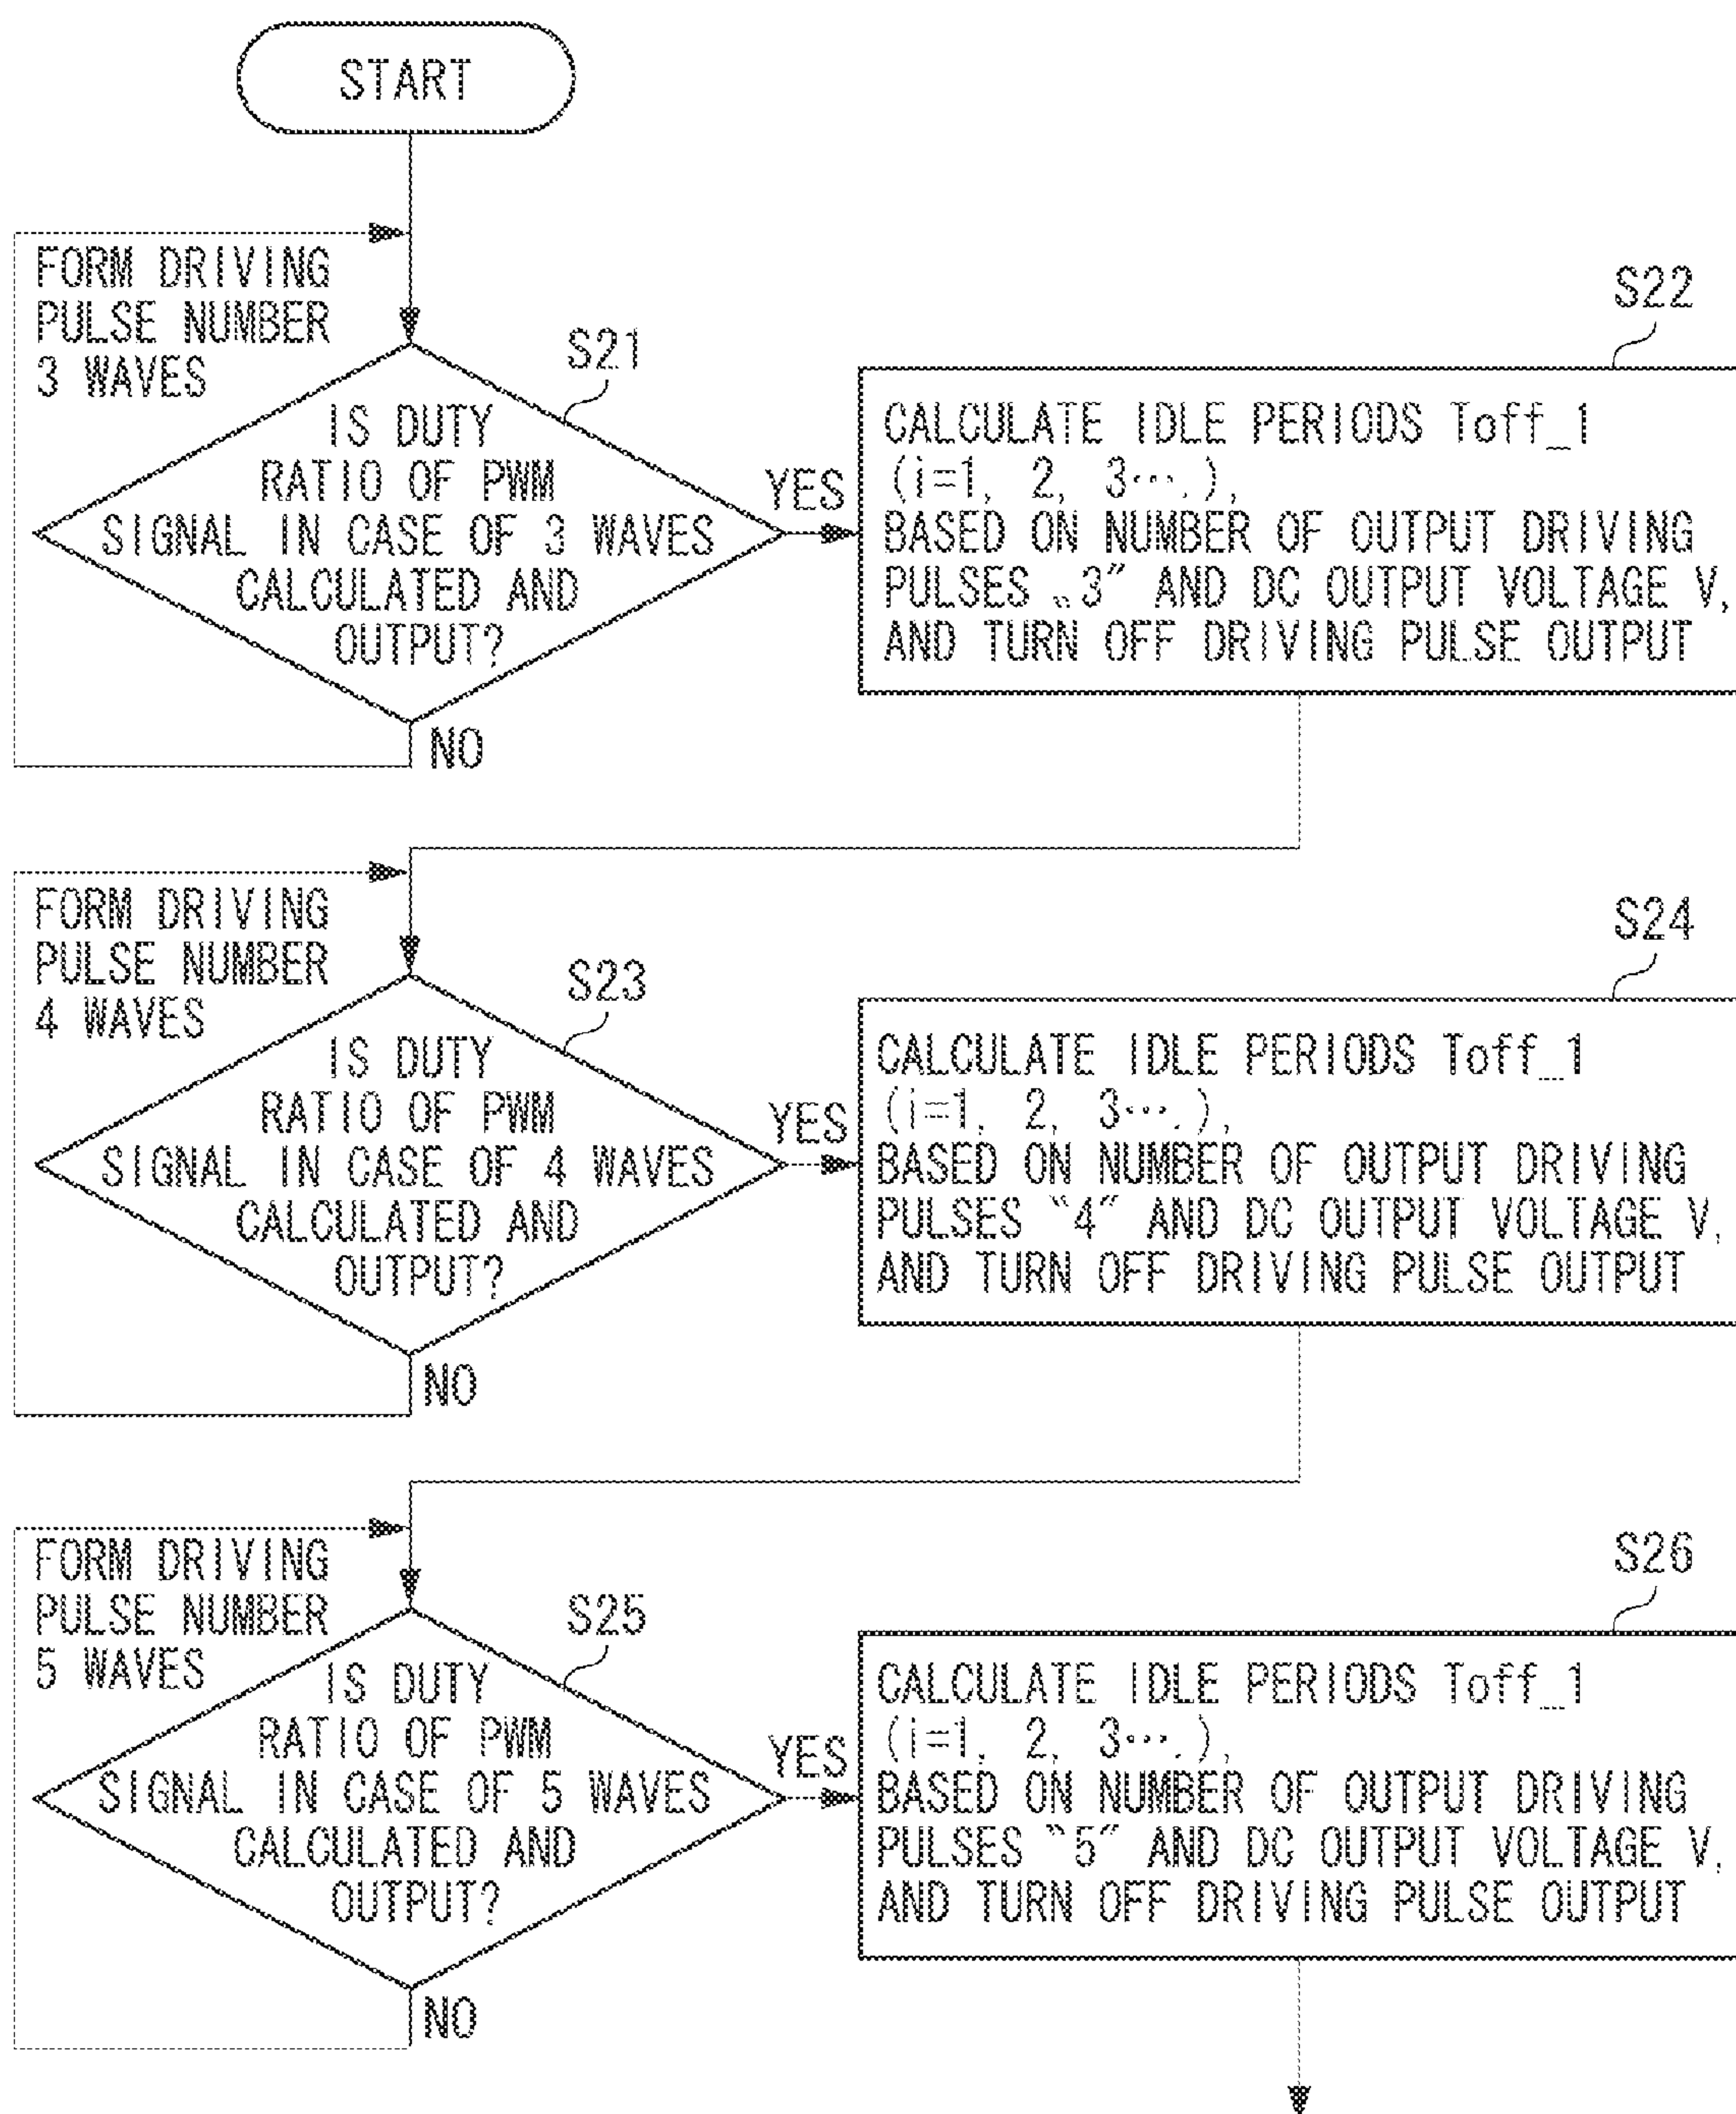 START
FORM DRIVING
PULSE NUMBER
3 WAVES
S21
IS DUTY
RATIO OF PWM
SIGNAL IN CASE OF 3 WAVES
CALCULATED AND
OUTPUT?
YES
NO
S22
CALCULATE IDLE PERIODS Toff_1
(i=1, 2, 3···.),
BASED ON NUMBER OF OUTPUT DRIVING
PULSES 〝3″ AND DC OUTPUT VOLTAGE V,
AND TURN OFF DRIVING PULSE OUTPUT
FORM DRIVING
PULSE NUMBER
4 WAVES
S23
IS DUTY
RATIO OF PWM
SIGNAL IN CASE OF 4 WAVES
CALCULATED AND
OUTPUT?
YES
NO
S24
CALCULATE IDLE PERIODS Toff_1
(i=1, 2, 3···.),
BASED ON NUMBER OF OUTPUT DRIVING
PULSES 〝4″ AND DC OUTPUT VOLTAGE V,
AND TURN OFF DRIVING PULSE OUTPUT
FORM DRIVING
PULSE NUMBER
5 WAVES
S25
IS DUTY
RATIO OF PWM
SIGNAL IN CASE OF 5 WAVES
CALCULATED AND
OUTPUT?
YES
NO
S26
CALCULATE IDLE PERIODS Toff_1
(i=1, 2, 3···.),
BASED ON NUMBER OF OUTPUT DRIVING
PULSES 〝5″ AND DC OUTPUT VOLTAGE V,
AND TURN OFF DRIVING PULSE OUTPUT